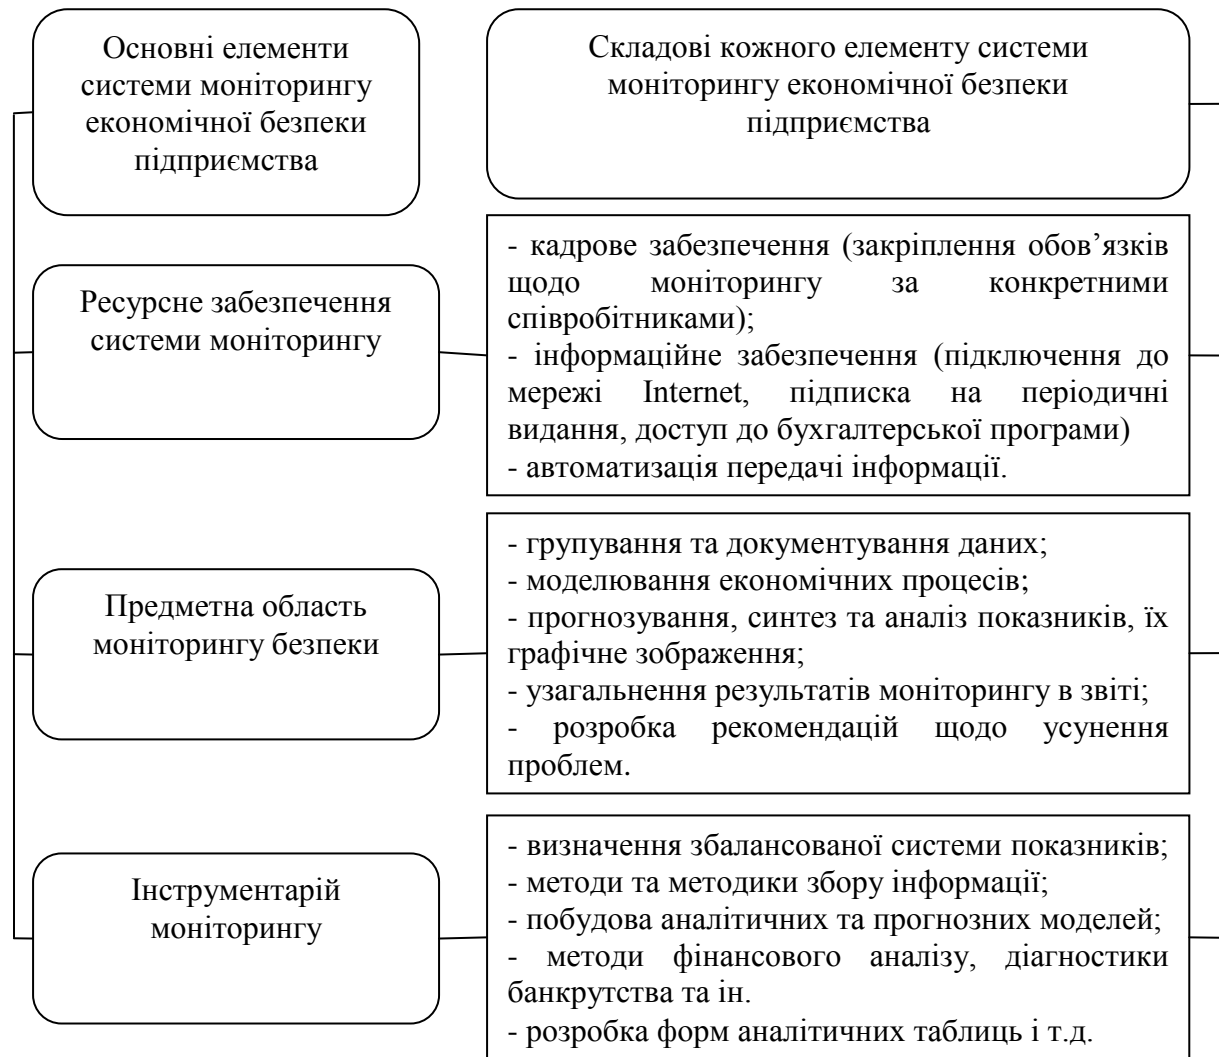 Основні елементи
системи моніторингу
економічної безпеки
підприємства
Складові кожного елементу системи
моніторингу економічної безпеки
підприємства
Ресурсне забезпечення
системи моніторингу
- кадрове забезпечення (закріплення обов’язків
щодо моніторингу за конкретними
співробітниками);
- інформаційне забезпечення (підключення до
мережі Internet, підписка на періодичні
видання, доступ до бухгалтерської програми)
- автоматизація передачі інформації.
Предметна область
моніторингу безпеки
- групування та документування даних;
- моделювання економічних процесів;
- прогнозування, синтез та аналіз показників, їх
графічне зображення;
- узагальнення результатів моніторингу в звіті;
- розробка рекомендацій щодо усунення
проблем.
Інструментарій
моніторингу
- визначення збалансованої системи показників;
- методи та методики збору інформації;
- побудова аналітичних та прогнозних моделей;
- методи фінансового аналізу, діагностики
банкрутства та ін.
- розробка форм аналітичних таблиць і т.д.